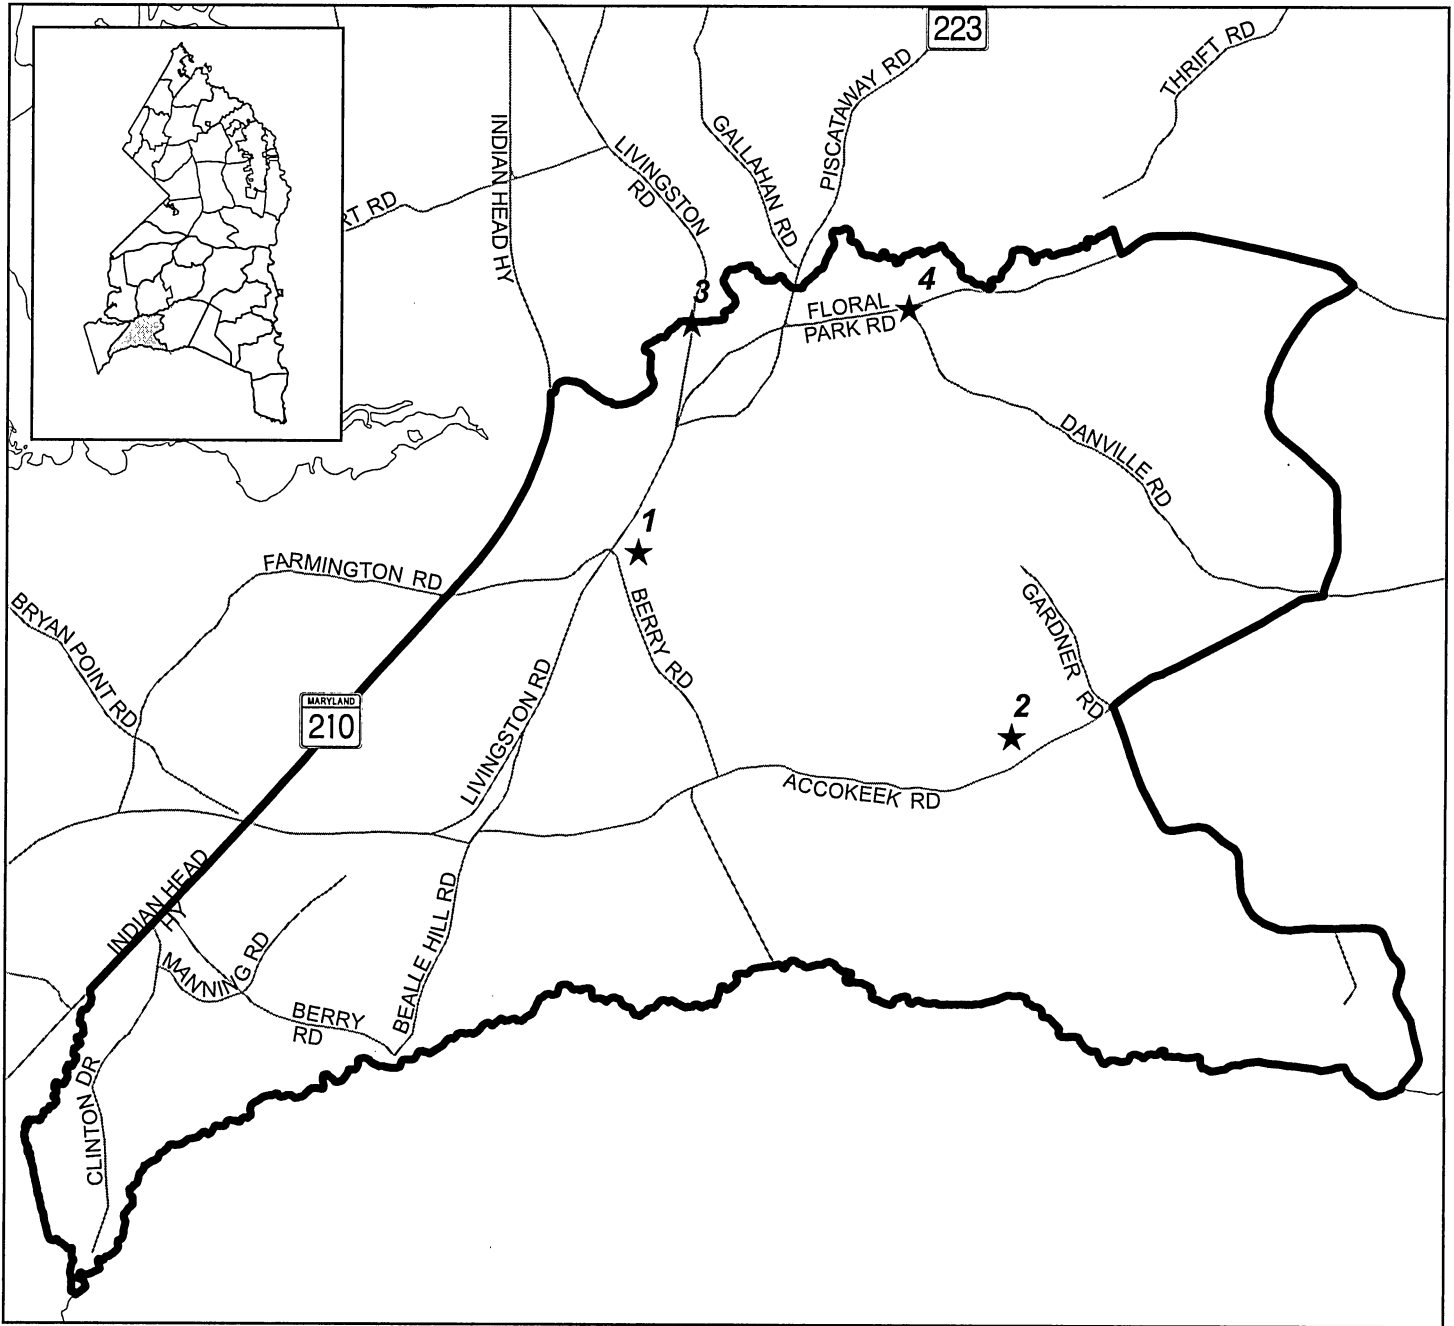 223
THRIFT RD
PISCATAWAY RD
GALLAHAN RD
INDIAN HEAD HY
LIVINGSTON
RD
RT RD
3
4
FLORAL
PARK RD
DANVILLE RD
1
FARMINGTON RD
BRYAN POINT RD
BERRY RD
GARDNER RD
LIVINGSTON RD
MARYLAND
210
2
ACCOKEEK RD
INDIAN HEAD
HY
MANNING RD
BEALLE HILL RD
BERRY
RD
CLINTON DR